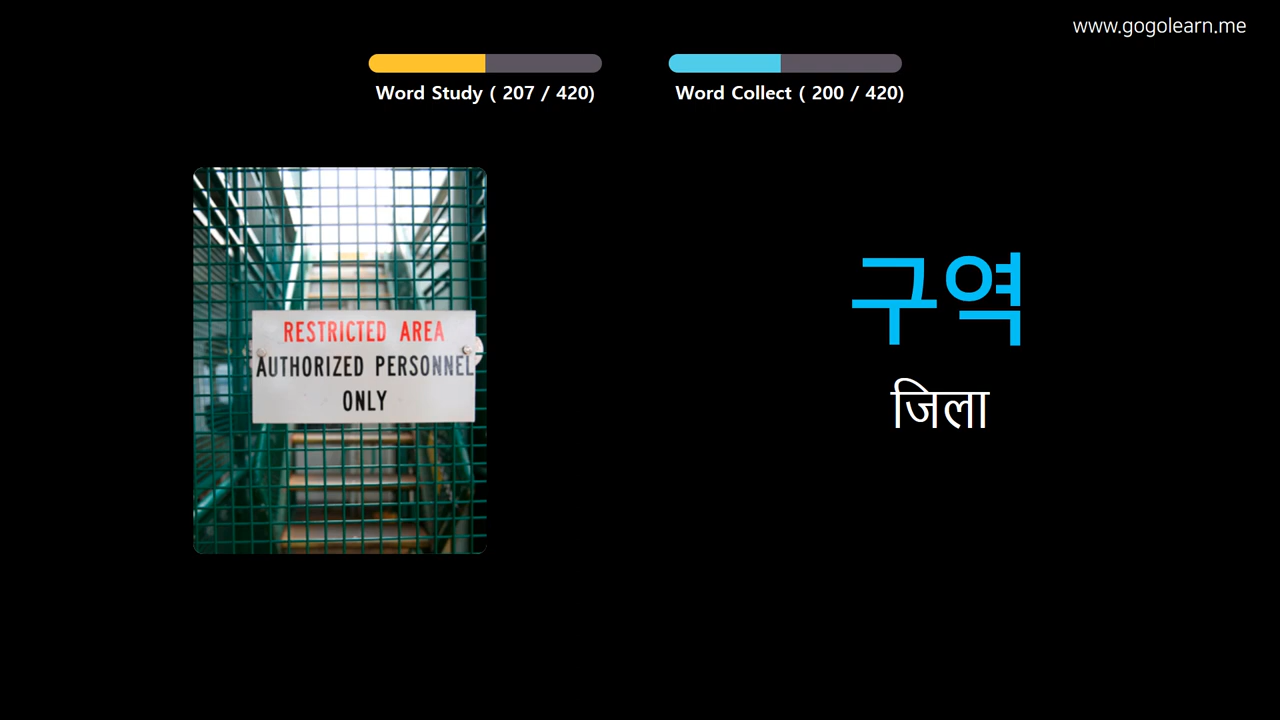 www.gogolearn.me
Word Study ( 207 / 420)
Word Collect ( 200 / 420)
RESTRICTED AREA
AUTHORIZED PERSONNEL
ONLY
구역
जिला